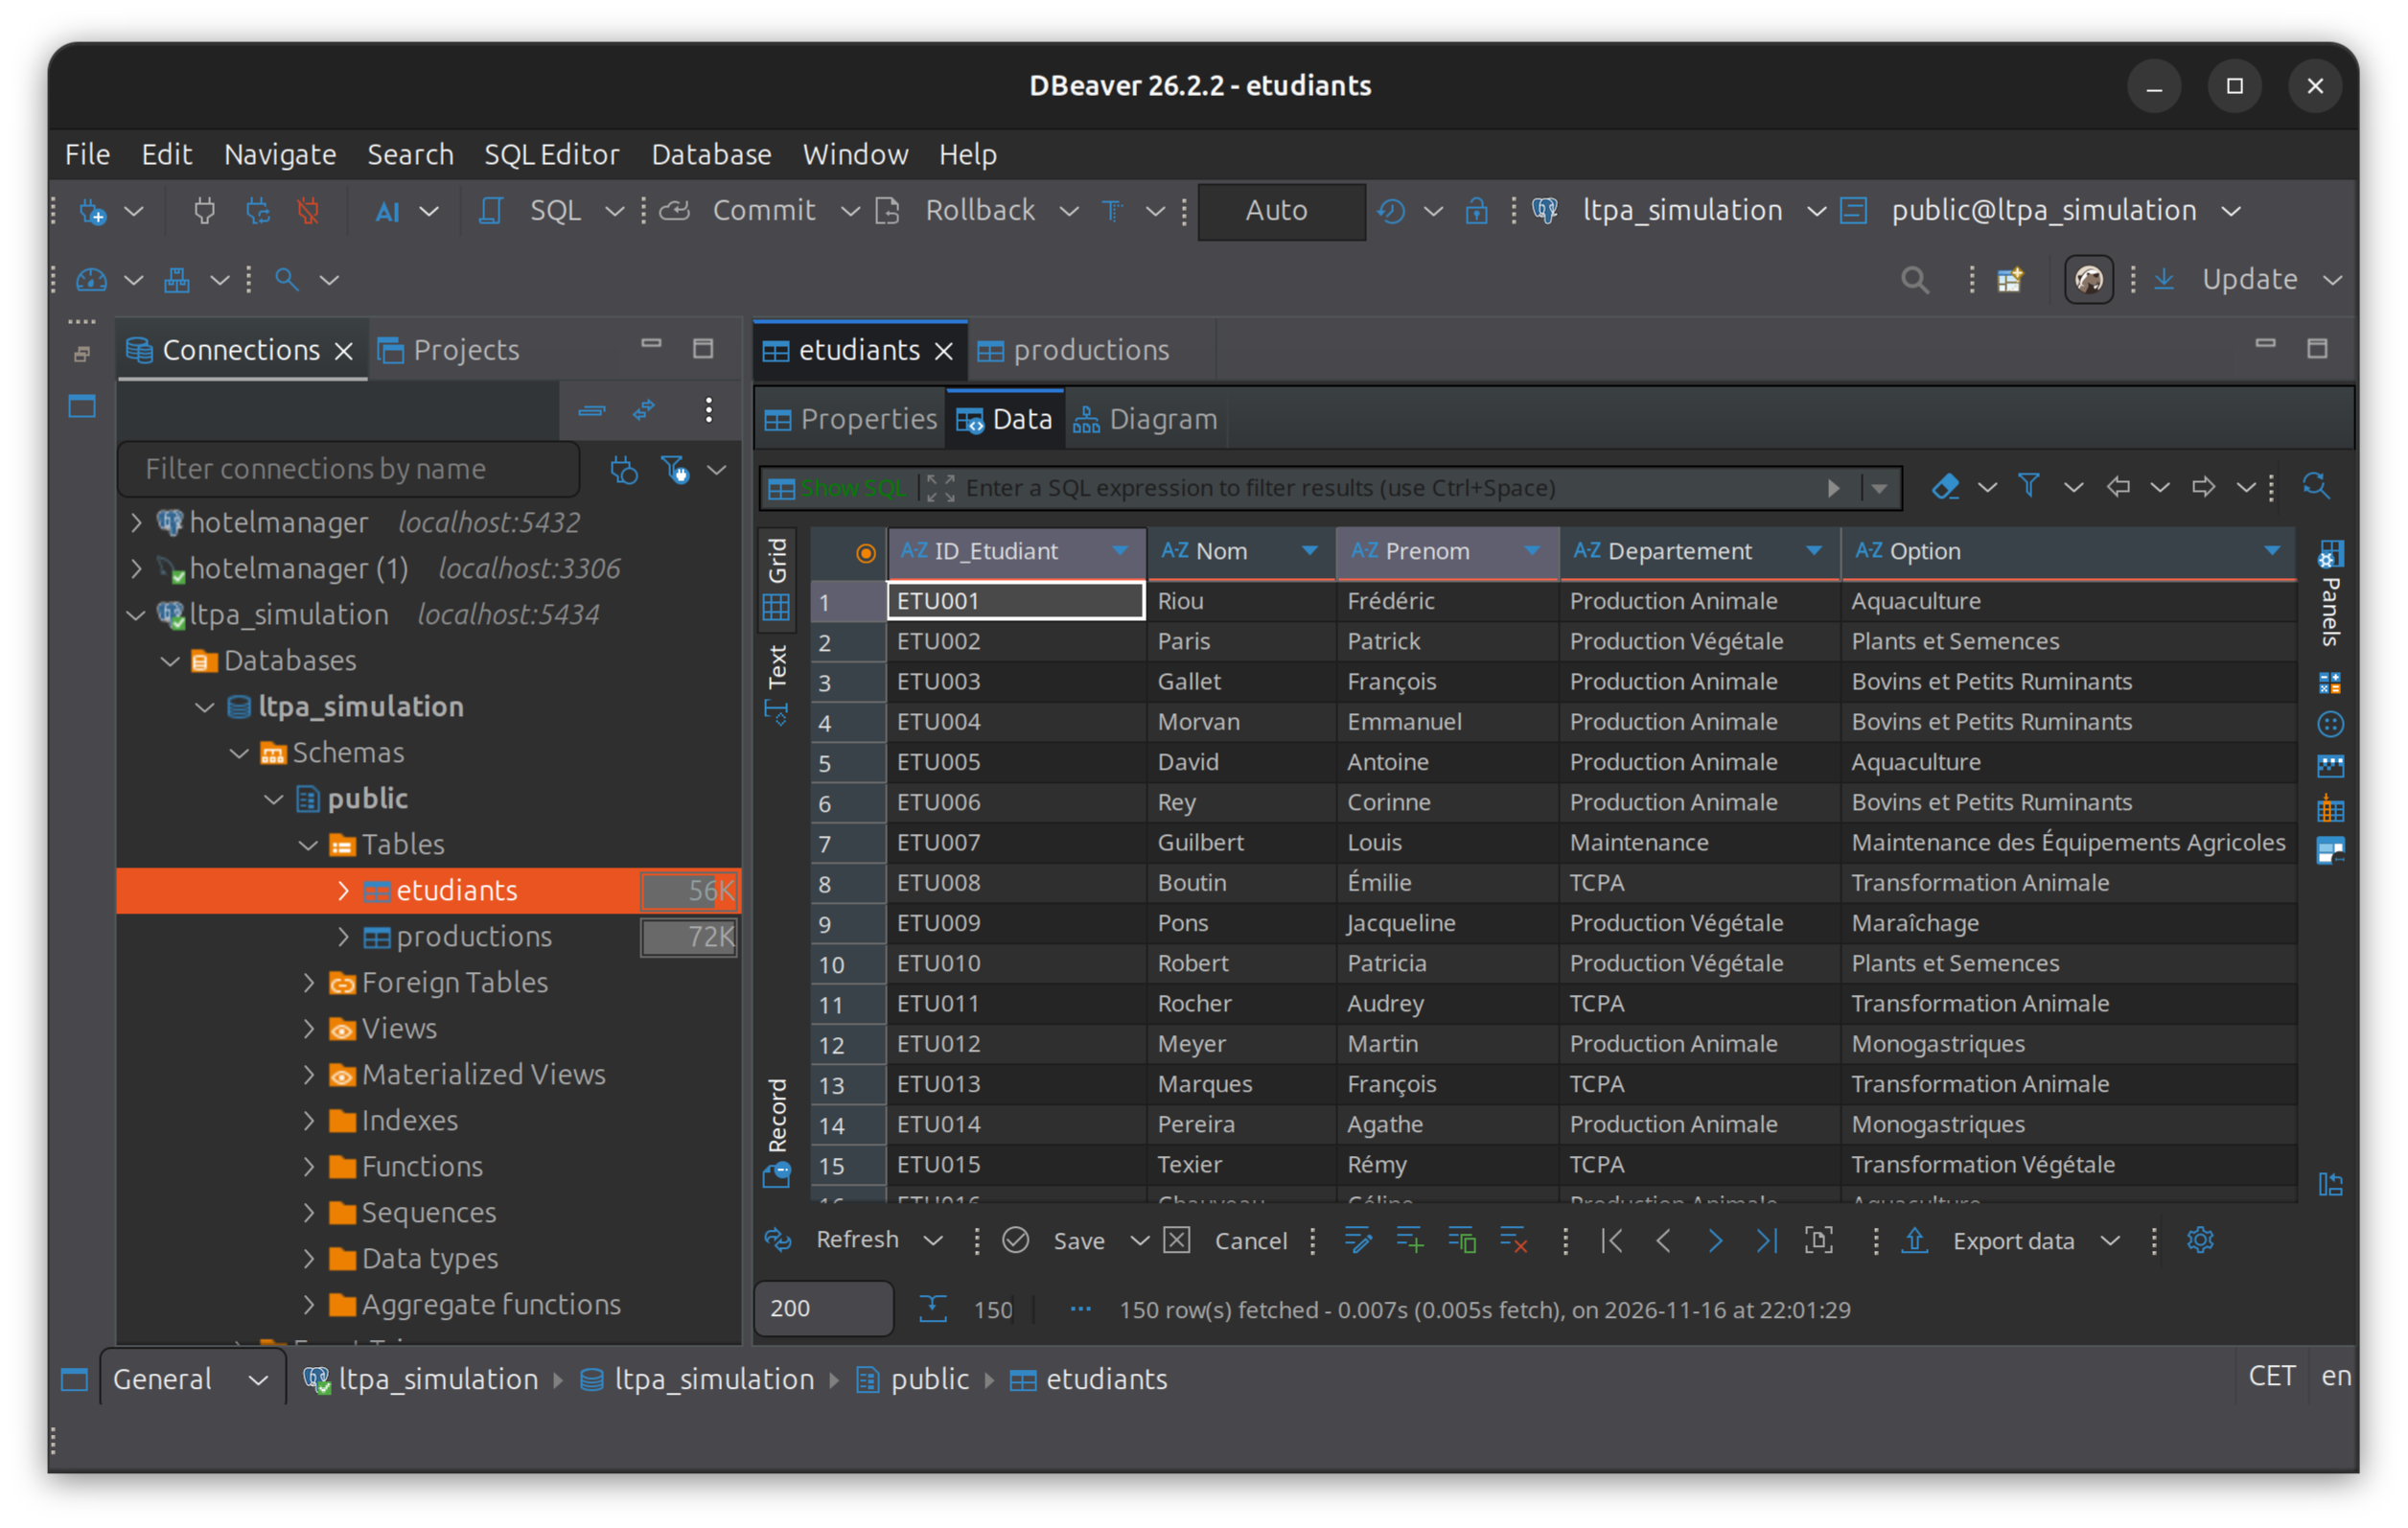 DBeaver 26.2.2 - etudiants
File Edit Navigate Search SQL Editor Database Window Help
AI SQL Commit Rollback Auto ltpa_simulation public@ltpa_simulation
Update
Connections Projects
Filter connections by name
hotelmanager localhost:5432
hotelmanager (1) localhost:3306
ltpa_simulation localhost:5434
Databases
ltpa_simulation
Schemas
public
Tables
etudiants 56K
productions 72K
Foreign Tables
Views
Materialized Views
Indexes
Functions
Sequences
Data types
Aggregate functions
etudiants productions
Properties Data Diagram
Show SQL Enter a SQL expression to filter results (use Ctrl+Space)
Grid
Text
Record
Panels
A-Z ID_Etudiant A-Z Nom A-Z Prenom A-Z Departement A-Z Option
1 ETU001 Riou Frédéric Production Animale Aquaculture
2 ETU002 Paris Patrick Production Végétale Plants et Semences
3 ETU003 Gallet François Production Animale Bovins et Petits Ruminants
4 ETU004 Morvan Emmanuel Production Animale Bovins et Petits Ruminants
5 ETU005 David Antoine Production Animale Aquaculture
6 ETU006 Rey Corinne Production Animale Bovins et Petits Ruminants
7 ETU007 Guilbert Louis Maintenance Maintenance des Équipements Agricoles
8 ETU008 Boutin Émilie TCPA Transformation Animale
9 ETU009 Pons Jacqueline Production Végétale Maraîchage
10 ETU010 Robert Patricia Production Végétale Plants et Semences
11 ETU011 Rocher Audrey TCPA Transformation Animale
12 ETU012 Meyer Martin Production Animale Monogastriques
13 ETU013 Marques François TCPA Transformation Animale
14 ETU014 Pereira Agathe Production Animale Monogastriques
15 ETU015 Texier Rémy TCPA Transformation Végétale
Refresh Save Cancel Export data
200 150 ... 150 row(s) fetched - 0.007s (0.005s fetch), on 2026-11-16 at 22:01:29
General ltpa_simulation ltpa_simulation public etudiants CET en